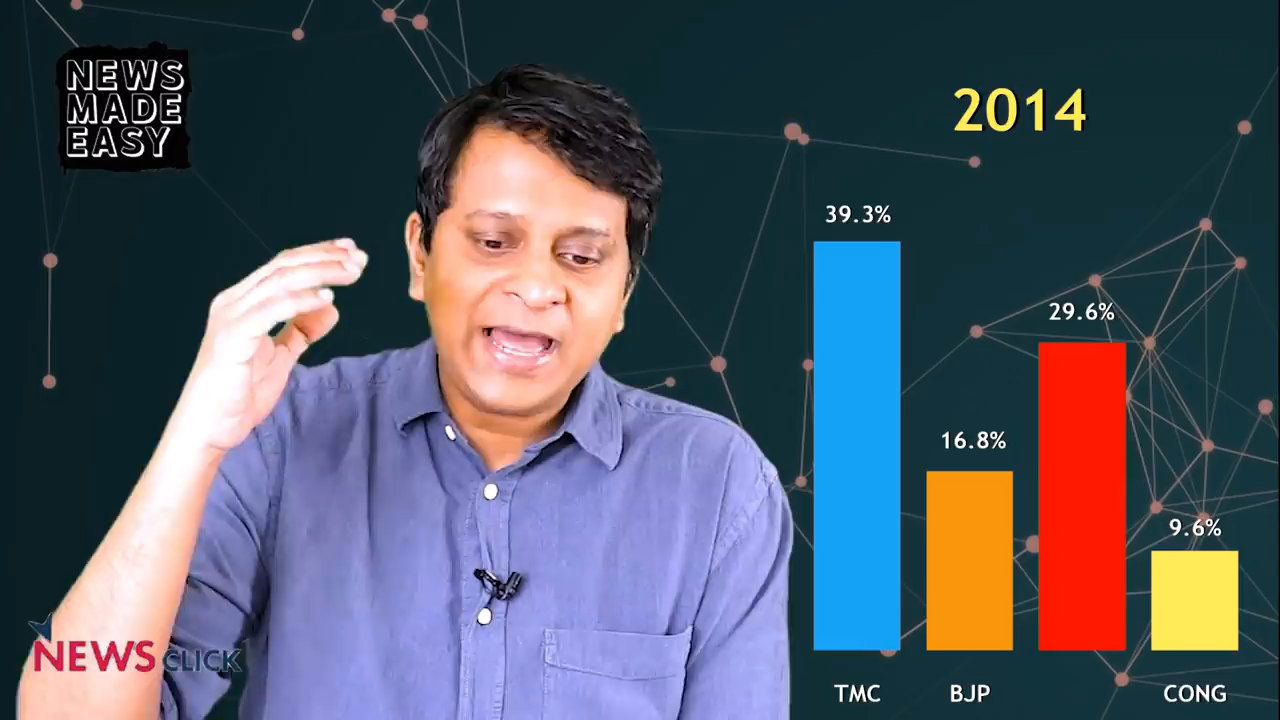 NEWS
MADE
EASY
2014
39.3%
29.6%
16.8%
9.6%
TMC BJP CONG
NEWS CLICK